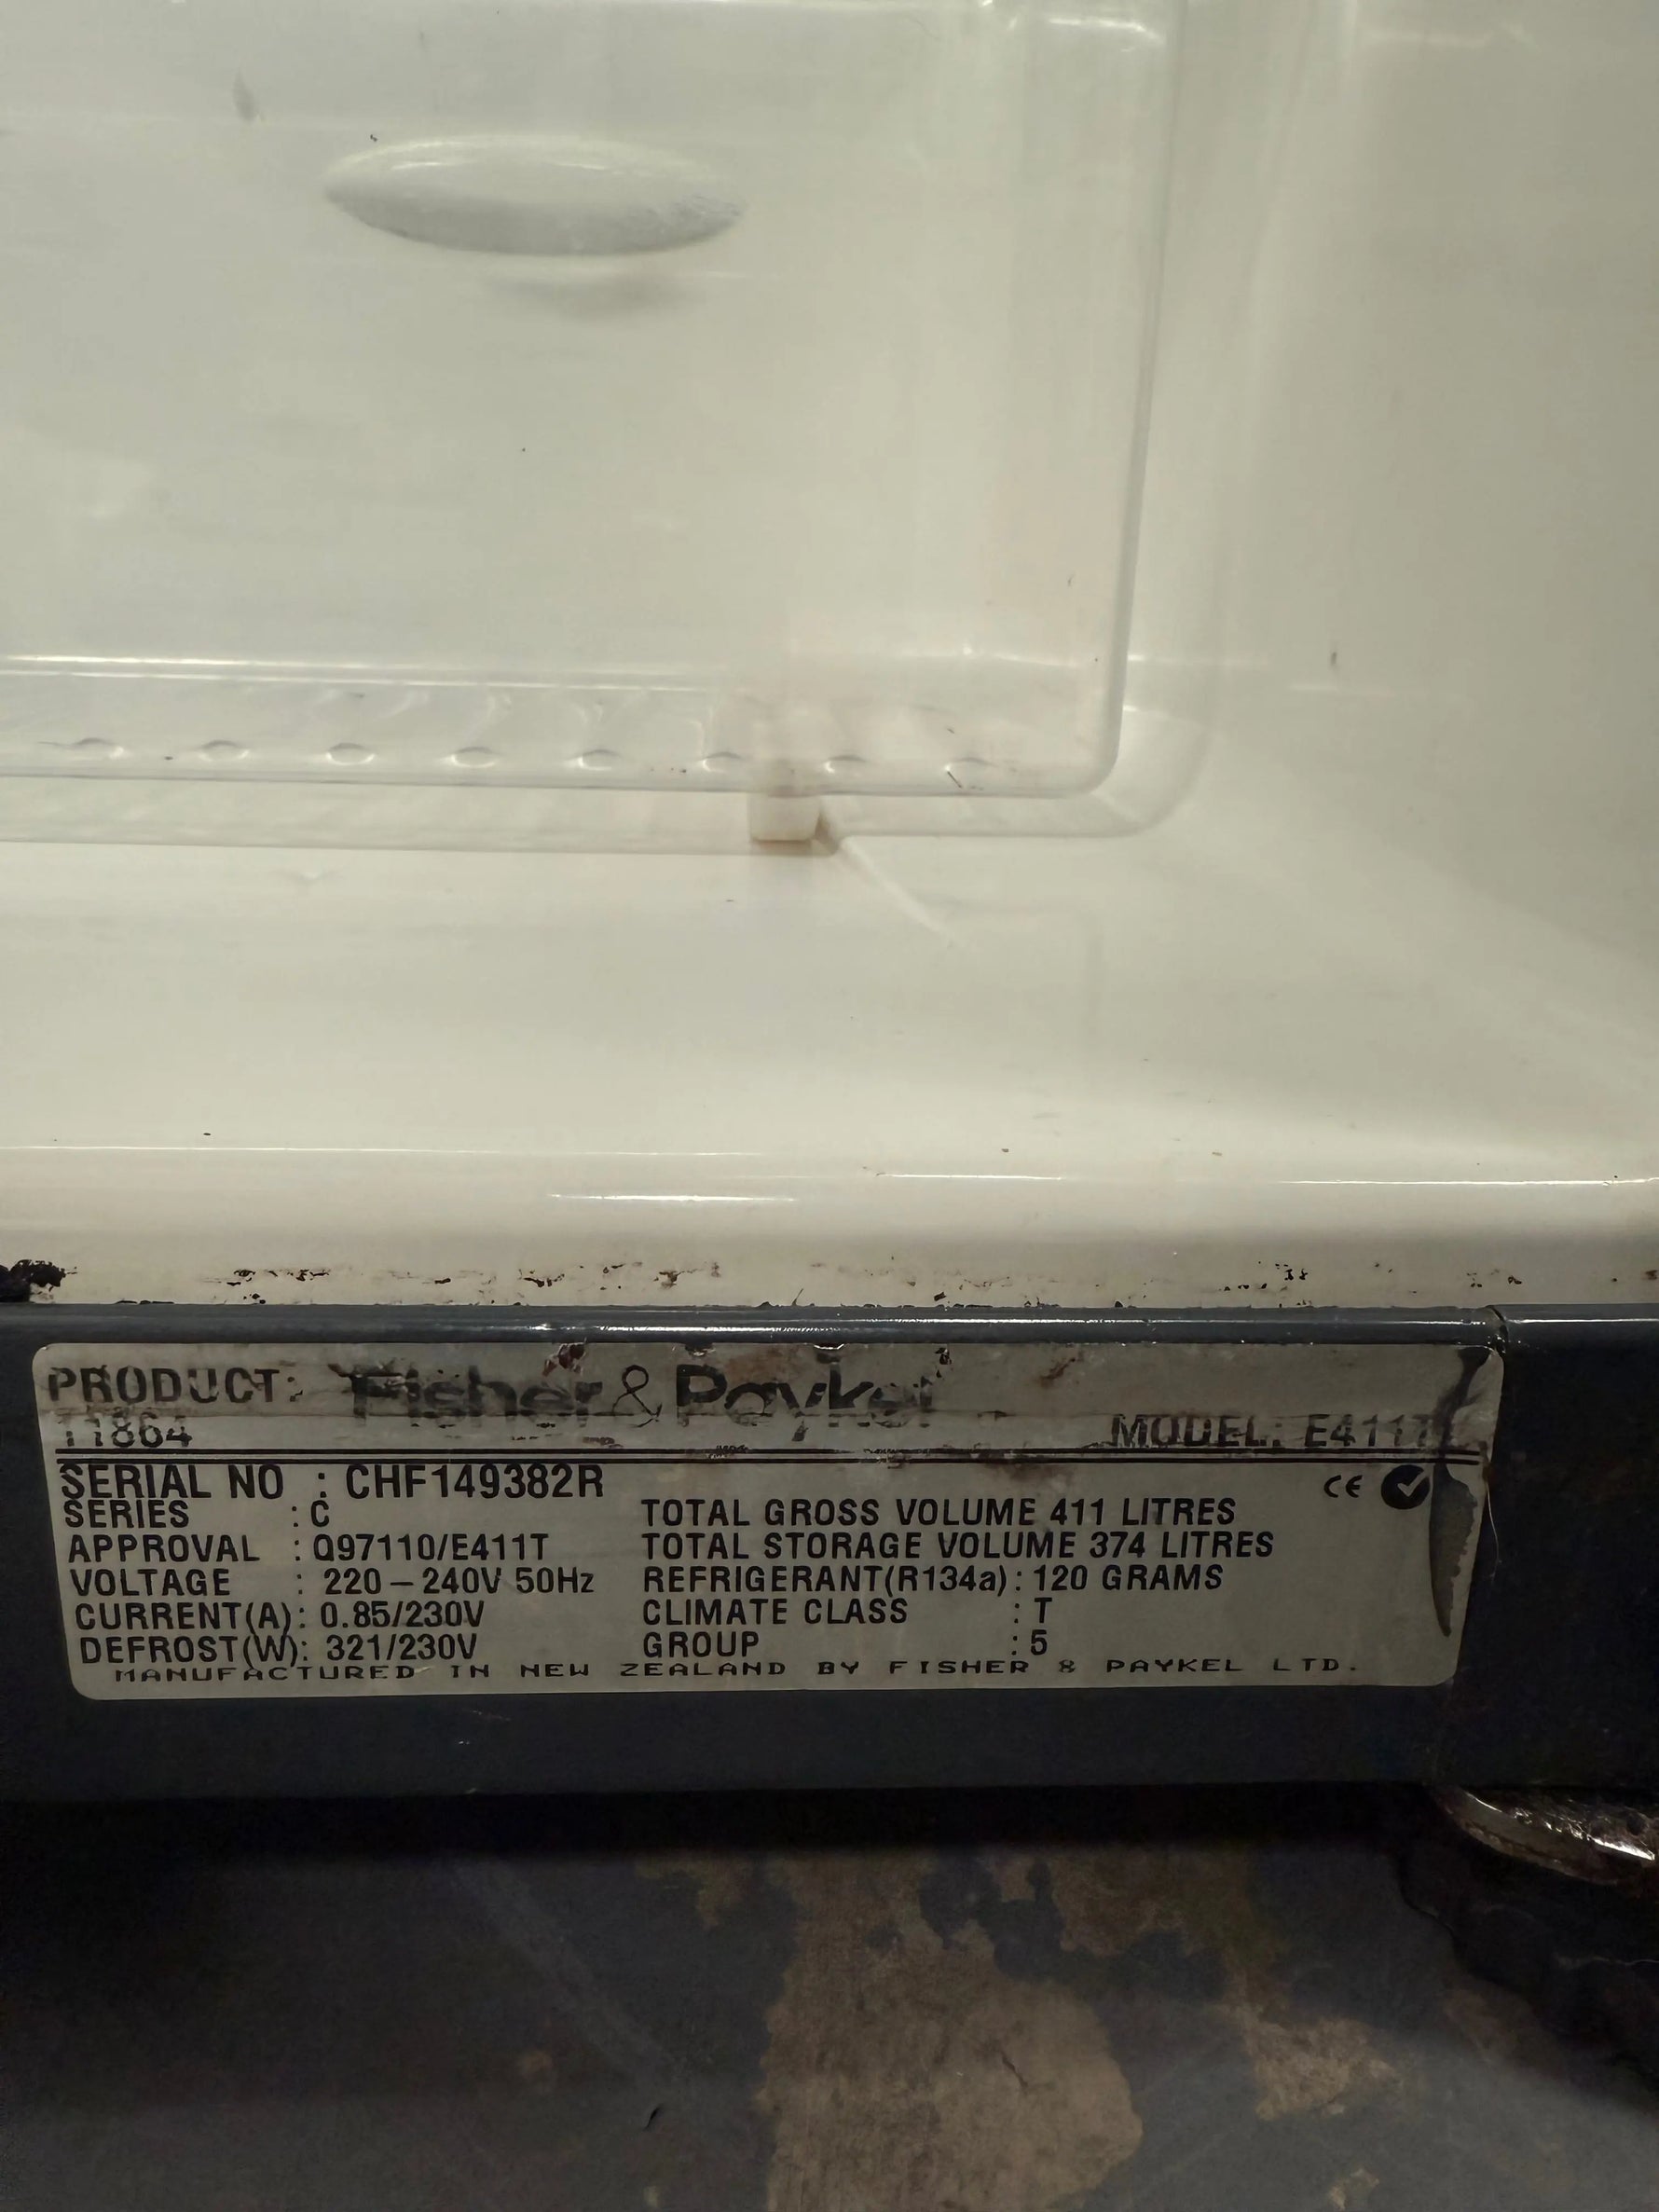 PRODUCT: Fisher & Paykel
11864 MODEL: E411T
SERIAL NO : CHF149382R
SERIES : C
APPROVAL : Q97110/E411T
VOLTAGE : 220-240V 50Hz
CURRENT(A): 0.85/230V
DEFROST(W): 321/230V
CE
TOTAL GROSS VOLUME 411 LITRES
TOTAL STORAGE VOLUME 374 LITRES
REFRIGERANT(R134a): 120 GRAMS
CLIMATE CLASS : T
GROUP : 5
MANUFACTURED IN NEW ZEALAND BY FISHER & PAYKEL LTD.